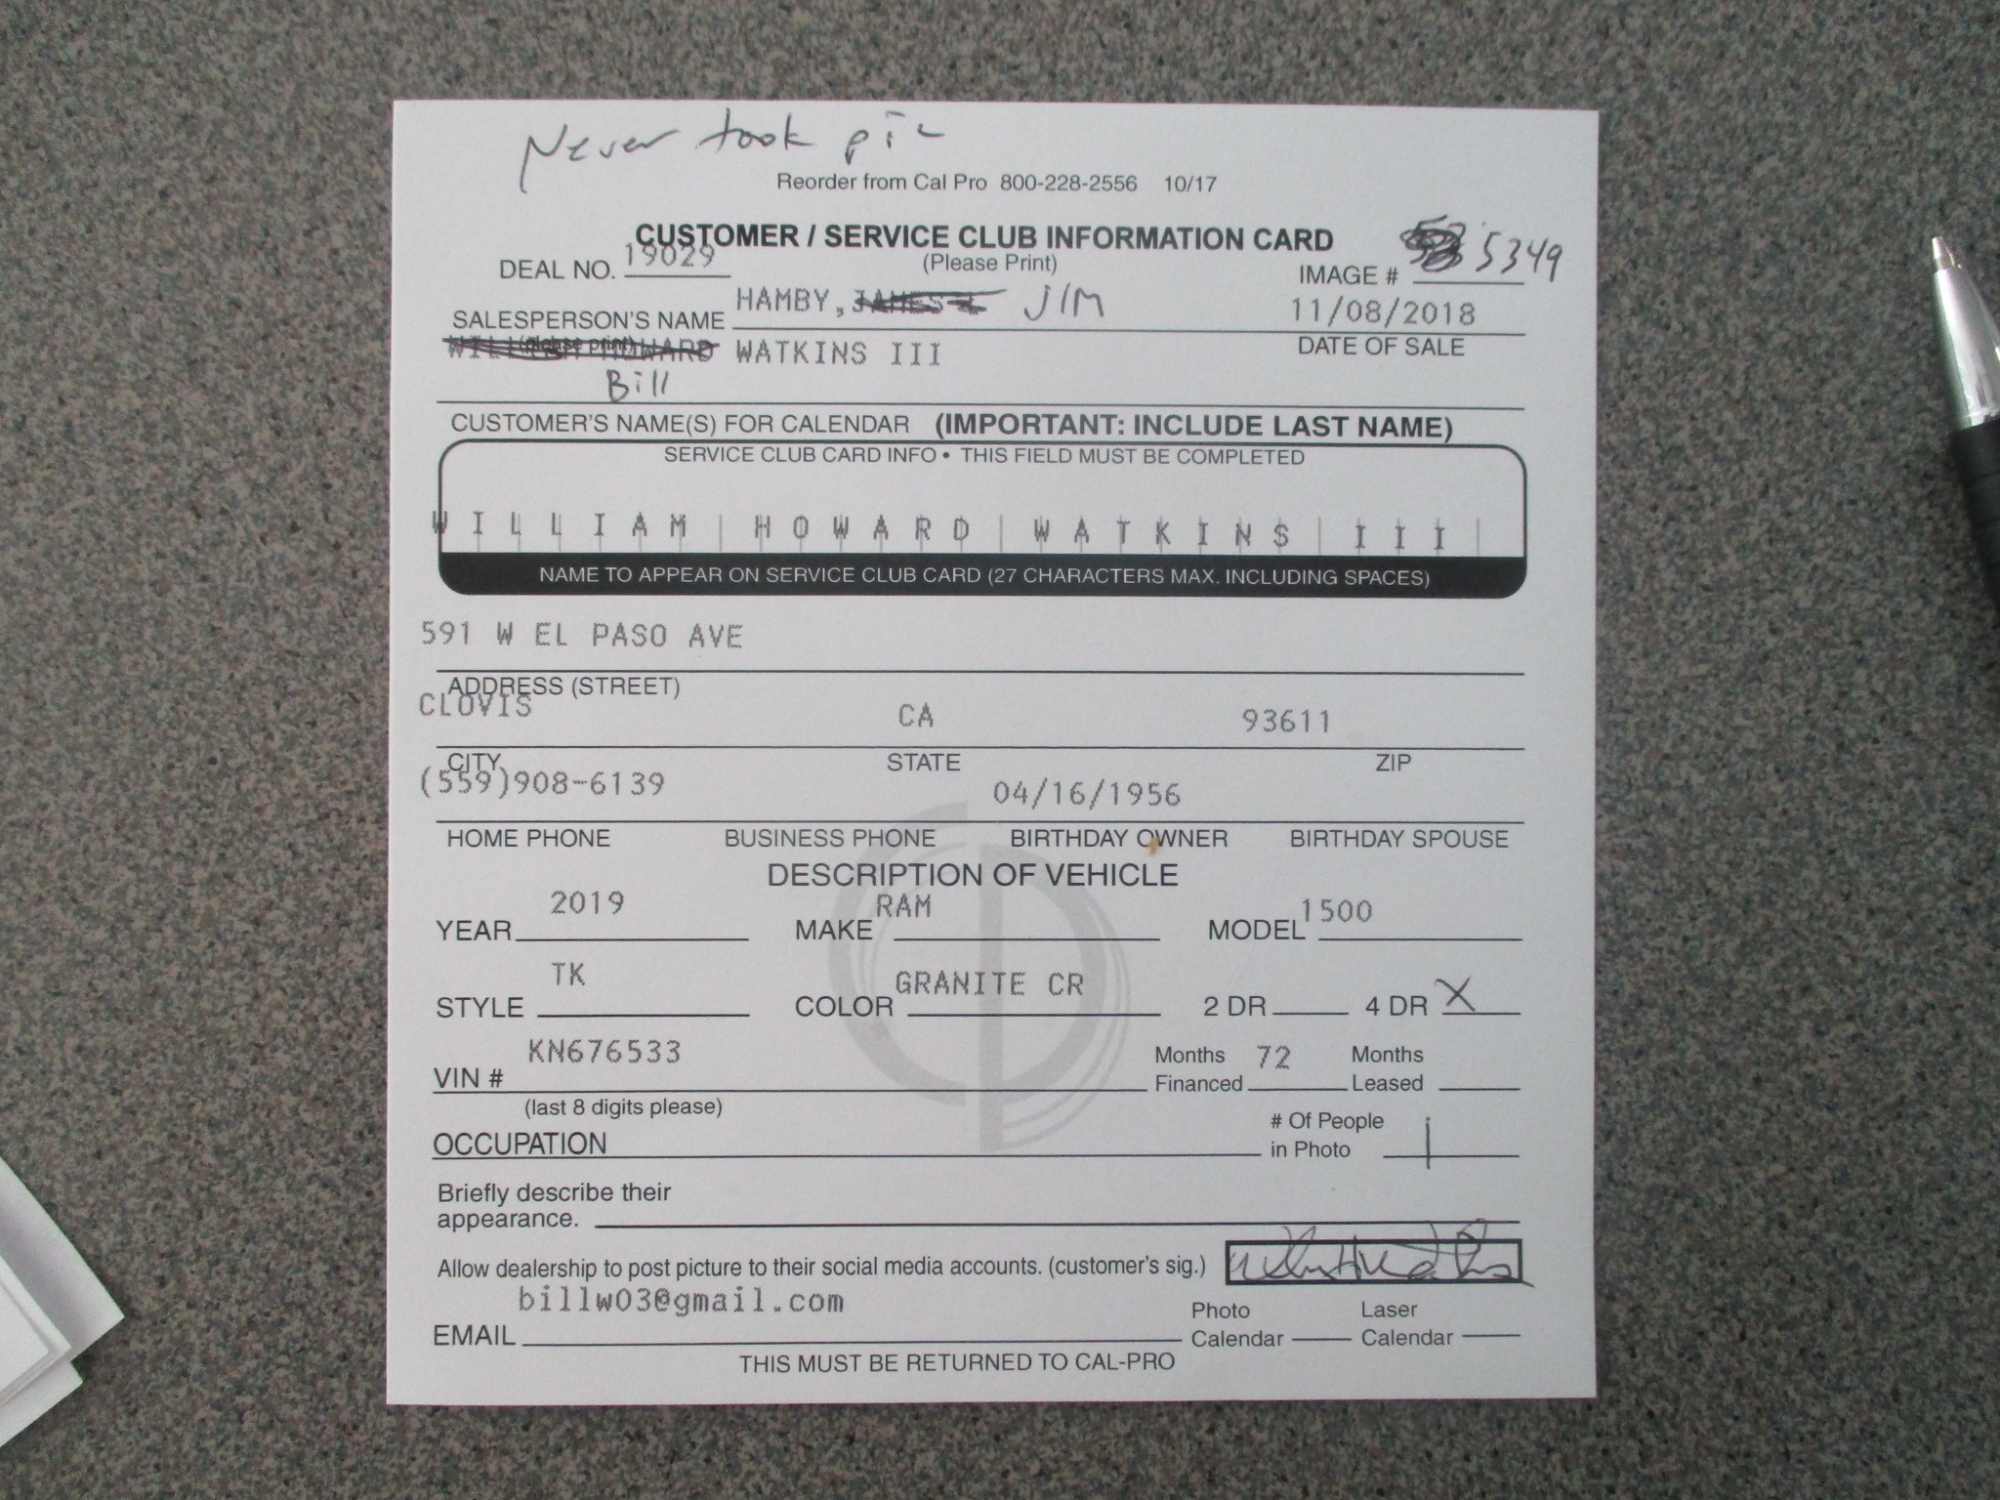 Never took pic
Reorder from Cal Pro 800-228-2556 10/17
CUSTOMER / SERVICE CLUB INFORMATION CARD
(Please Print)
DEAL NO. 19029
IMAGE # 5349
SALESPERSON'S NAME HAMBY, JAMES JIM 11/08/2018
(please print) DATE OF SALE
WILLIAM HOWARD WATKINS III
Bill
CUSTOMER'S NAME(S) FOR CALENDAR (IMPORTANT: INCLUDE LAST NAME)
SERVICE CLUB CARD INFO • THIS FIELD MUST BE COMPLETED
WILLIAM HOWARD WATKINS III
NAME TO APPEAR ON SERVICE CLUB CARD (27 CHARACTERS MAX. INCLUDING SPACES)
591 W EL PASO AVE
ADDRESS (STREET)
CLOVIS CA 93611
CITY STATE ZIP
(559)908-6139 04/16/1956
HOME PHONE BUSINESS PHONE BIRTHDAY OWNER BIRTHDAY SPOUSE
DESCRIPTION OF VEHICLE
YEAR 2019 MAKE RAM MODEL 1500
STYLE TK COLOR GRANITE CR 2 DR 4 DR X
VIN # KN676533 Months Financed 72 Months Leased
(last 8 digits please)
OCCUPATION # Of People in Photo 1
Briefly describe their
appearance.
Allow dealership to post picture to their social media accounts. (customer's sig.)
EMAIL billw03@gmail.com Photo Calendar Laser Calendar
THIS MUST BE RETURNED TO CAL-PRO